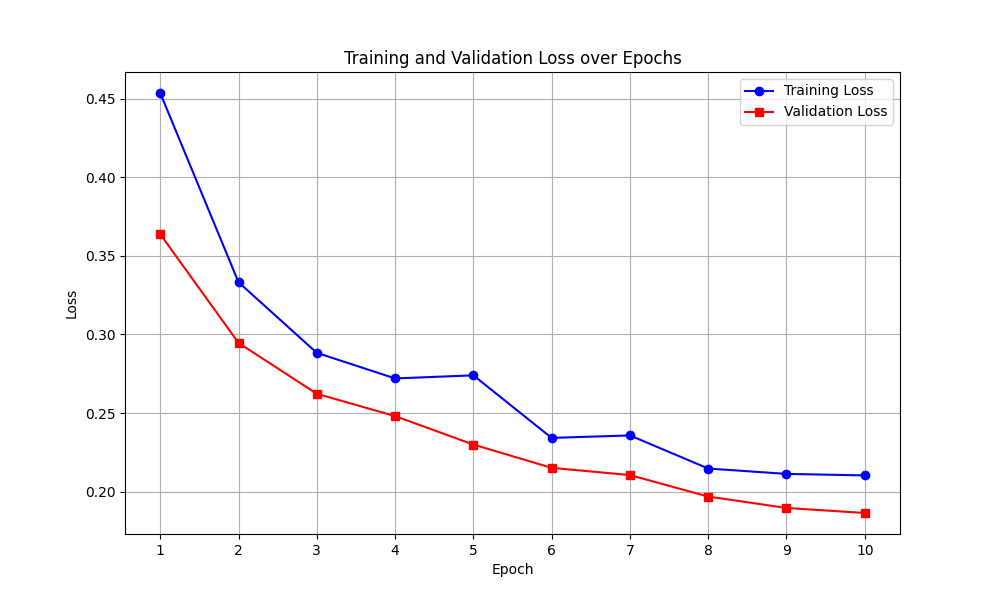 Training and Validation Loss over Epochs
Training Loss
Validation Loss
Loss
0.45
0.40
0.35
0.30
0.25
0.20
1 2 3 4 5 6 7 8 9 10
Epoch